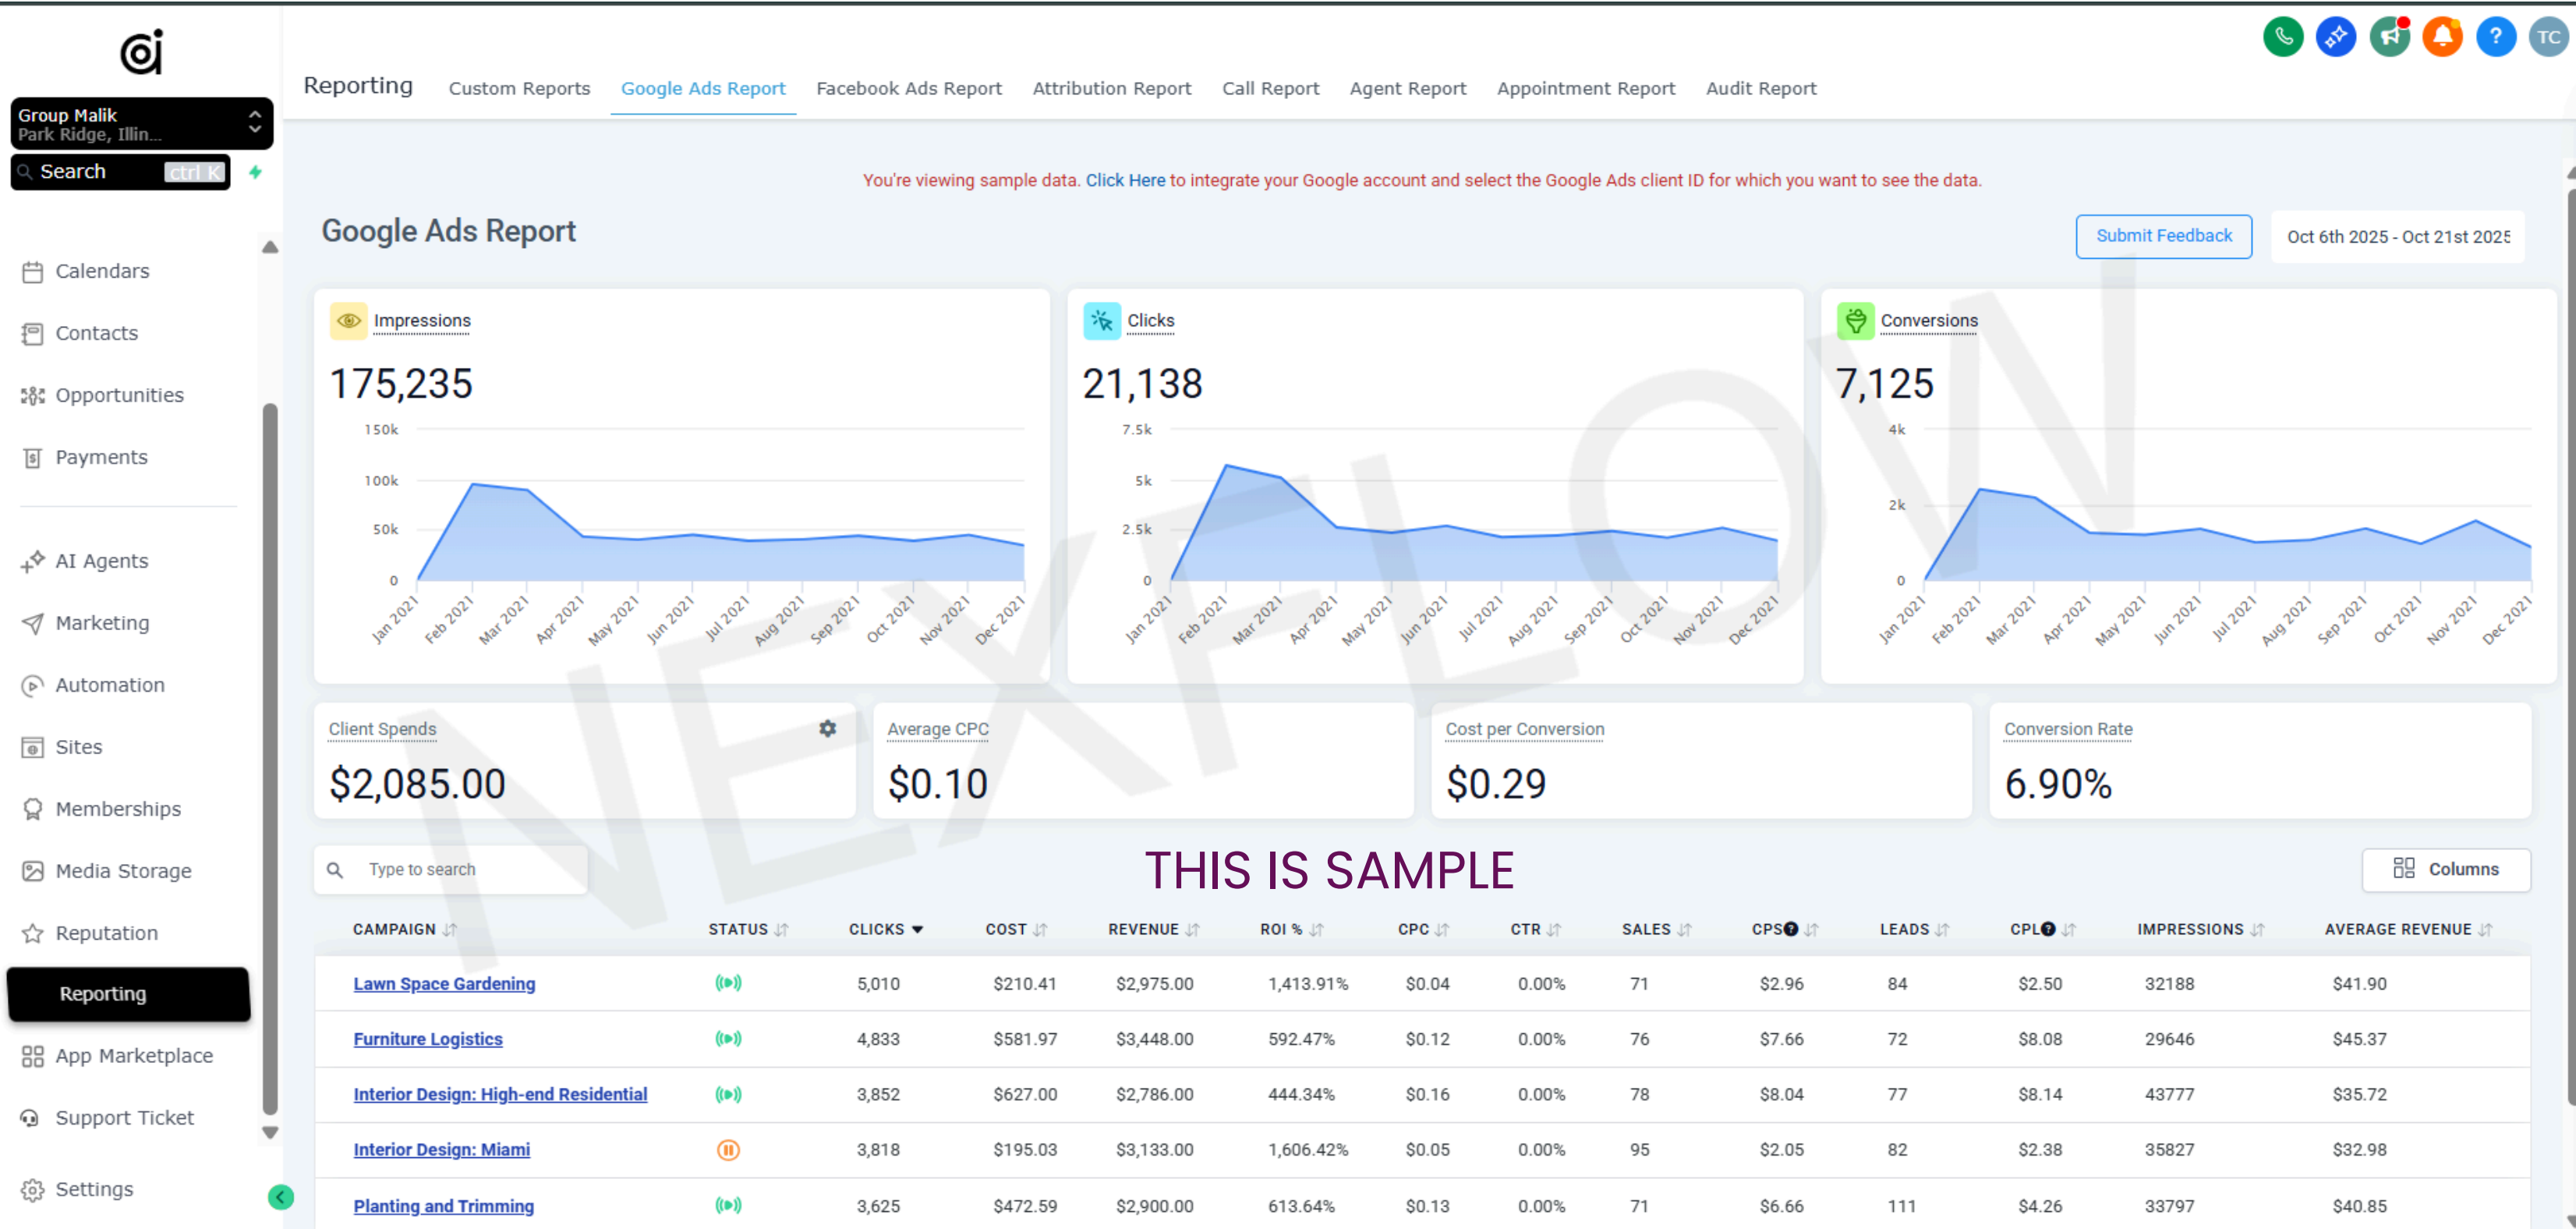 ai
Group Malik
Park Ridge, Illin...
Search ctrl K
Calendars
Contacts
Opportunities
Payments
AI Agents
Marketing
Automation
Sites
Memberships
Media Storage
Reputation
Reporting
App Marketplace
Support Ticket
Settings
TC
Reporting Custom Reports Google Ads Report Facebook Ads Report Attribution Report Call Report Agent Report Appointment Report Audit Report
You're viewing sample data. Click Here to integrate your Google account and select the Google Ads client ID for which you want to see the data.
Google Ads Report
Submit Feedback
Oct 6th 2025 - Oct 21st 2025
Impressions
175,235
150k
100k
50k
0
Jan 2021 Feb 2021 Mar 2021 Apr 2021 May 2021 Jun 2021 Jul 2021 Aug 2021 Sep 2021 Oct 2021 Nov 2021 Dec 2021
Clicks
21,138
7.5k
5k
2.5k
0
Jan 2021 Feb 2021 Mar 2021 Apr 2021 May 2021 Jun 2021 Jul 2021 Aug 2021 Sep 2021 Oct 2021 Nov 2021 Dec 2021
Conversions
7,125
4k
2k
0
Jan 2021 Feb 2021 Mar 2021 Apr 2021 May 2021 Jun 2021 Jul 2021 Aug 2021 Sep 2021 Oct 2021 Nov 2021 Dec 2021
NEXFLOW
Client Spends
$2,085.00
Average CPC
$0.10
Cost per Conversion
$0.29
Conversion Rate
6.90%
Type to search
THIS IS SAMPLE
Columns
CAMPAIGN STATUS CLICKS COST REVENUE ROI % CPC CTR SALES CPS LEADS CPL IMPRESSIONS AVERAGE REVENUE
Lawn Space Gardening 5,010 $210.41 $2,975.00 1,413.91% $0.04 0.00% 71 $2.96 84 $2.50 32188 $41.90
Furniture Logistics 4,833 $581.97 $3,448.00 592.47% $0.12 0.00% 76 $7.66 72 $8.08 29646 $45.37
Interior Design: High-end Residential 3,852 $627.00 $2,786.00 444.34% $0.16 0.00% 78 $8.04 77 $8.14 43777 $35.72
Interior Design: Miami 3,818 $195.03 $3,133.00 1,606.42% $0.05 0.00% 95 $2.05 82 $2.38 35827 $32.98
Planting and Trimming 3,625 $472.59 $2,900.00 613.64% $0.13 0.00% 71 $6.66 111 $4.26 33797 $40.85